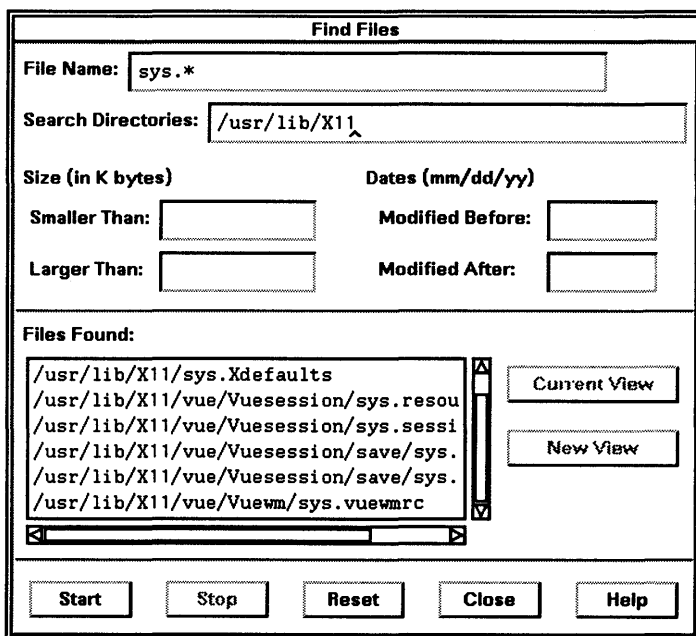 Find Files
File Name: sys.*
Search Directories: /usr/lib/X11
Size (in K bytes)
Dates (mm/dd/yy)
Smaller Than:
Modified Before:
Larger Than:
Modified After:
Files Found:
/usr/lib/X11/sys.Xdefaults
/usr/lib/X11/vue/Vuesession/sys.resou
/usr/lib/X11/vue/Vuesession/sys.sessi
/usr/lib/X11/vue/Vuesession/save/sys.
/usr/lib/X11/vue/Vuesession/save/sys.
/usr/lib/X11/vue/Vuewm/sys.vuewmrc
Current View
New View
Start Stop Reset Close Help